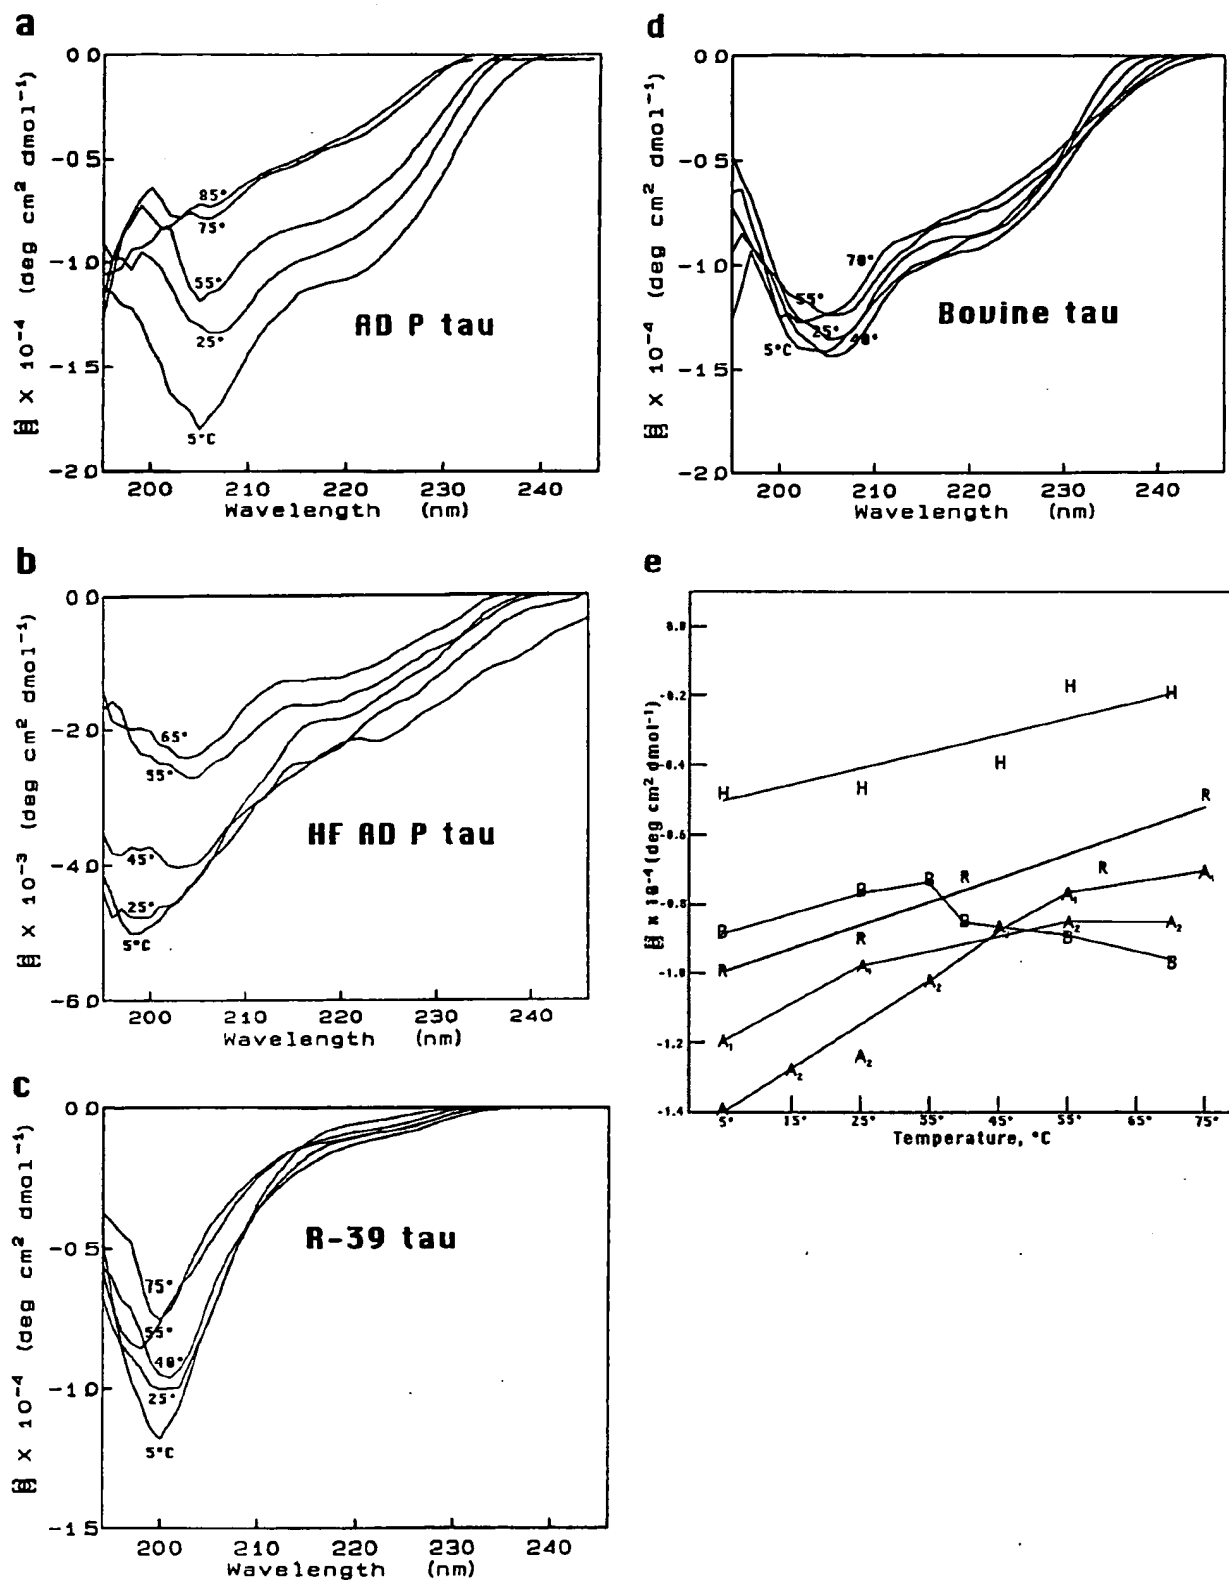 a
0.0
-0.5
-1.0
-1.5
-2.0
[Θ] X 10⁻⁴ (deg cm² dmol⁻¹)
85°
75°
55°
25°
5°C
AD P tau
200 210 220 230 240
Wavelength (nm)
d
0.0
-0.5
-1.0
-1.5
-2.0
[Θ] X 10⁻⁴ (deg cm² dmol⁻¹)
70°
55°
25°
40°
5°C
Bovine tau
200 210 220 230 240
Wavelength (nm)
b
0.0
-2.0
-4.0
-6.0
[Θ] X 10⁻³ (deg cm² dmol⁻¹)
65°
55°
45°
25°
5°C
HF AD P tau
200 210 220 230 240
Wavelength (nm)
e
0.0
-0.2
-0.4
-0.6
-0.8
-1.0
-1.2
-1.4
[Θ] x 10⁻⁴ (deg cm² dmol⁻¹)
H H H H H
R R R R R
B B B B B B
A₁ A₁ A₁ A₁
A₂ A₂ A₂ A₂ A₂
5° 15° 25° 35° 45° 55° 65° 75°
Temperature, °C
c
0.0
-0.5
-1.0
-1.5
[Θ] X 10⁻⁴ (deg cm² dmol⁻¹)
75°
55°
40°
25°
5°C
R-39 tau
200 210 220 230 240
Wavelength (nm)